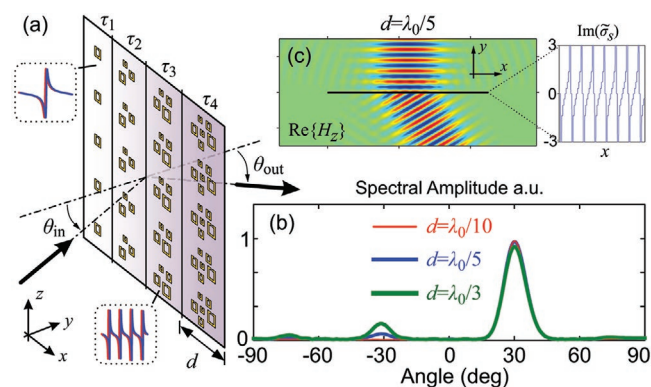 (a)
τ1
τ2
τ3
τ4
θin
θout
z
y
x
d
d=λ0/5
(c)
y
x
Re{Hz}
Im(σ̃s)
3
0
-3
x
Spectral Amplitude a.u.
(b)
d=λ0/10
d=λ0/5
d=λ0/3
1
0
-90 -60 -30 0 30 60 90
Angle (deg)